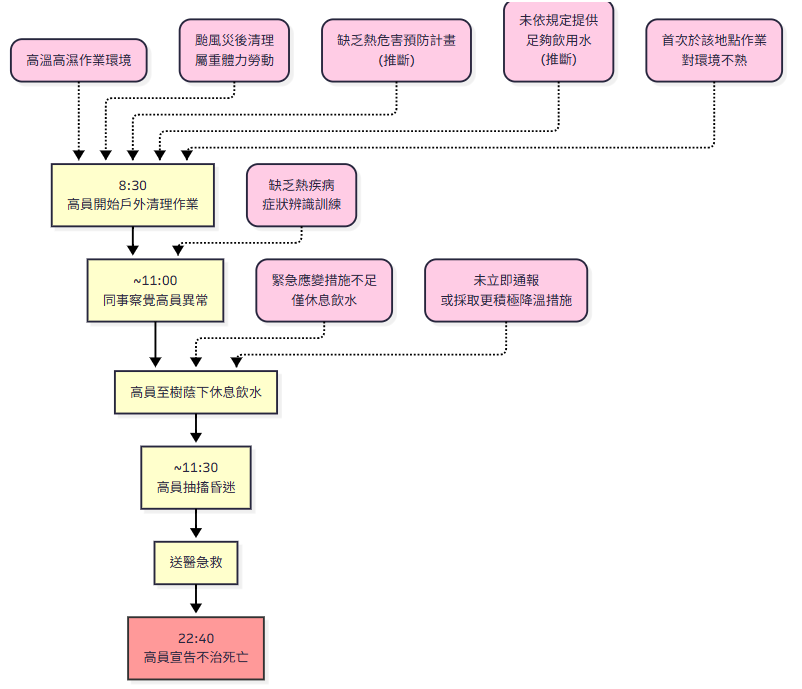 高溫高濕作業環境
颱風災後清理
屬重體力勞動
缺乏熱危害預防計畫
(推斷)
未依規定提供
足夠飲用水
(推斷)
首次於該地點作業
對環境不熟
8:30
高員開始戶外清理作業
缺乏熱疾病
症狀辨識訓練
~11:00
同事察覺高員異常
緊急應變措施不足
僅休息飲水
未立即通報
或採取更積極降溫措施
高員至樹蔭下休息飲水
~11:30
高員抽搐昏迷
送醫急救
22:40
高員宣告不治死亡